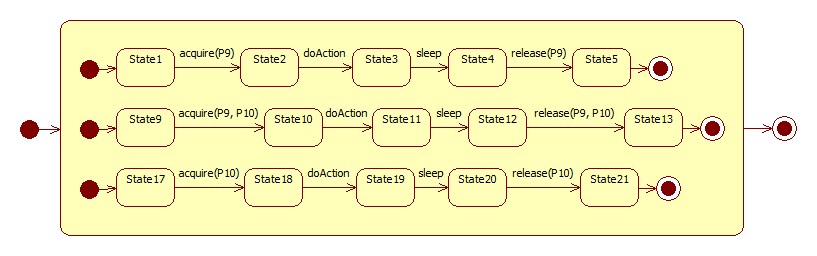 State1 acquire(P9) State2 doAction State3 sleep State4 release(P9) State5
State9 acquire(P9, P10) State10 doAction State11 sleep State12 release(P9, P10) State13
State17 acquire(P10) State18 doAction State19 sleep State20 release(P10) State21